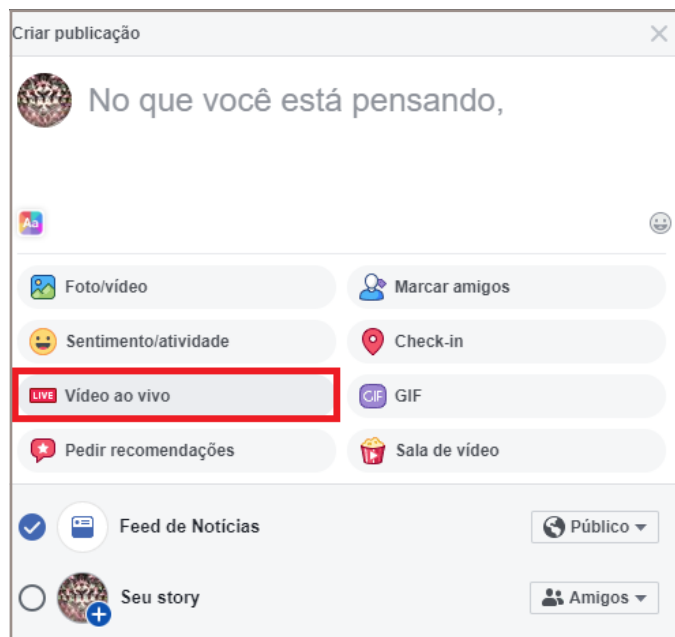 Criar publicação
No que você está pensando,
Aa
Foto/vídeo
Marcar amigos
Sentimento/atividade
Check-in
LIVE Vídeo ao vivo
GIF GIF
Pedir recomendações
Sala de vídeo
Feed de Notícias
Público
Seu story
Amigos